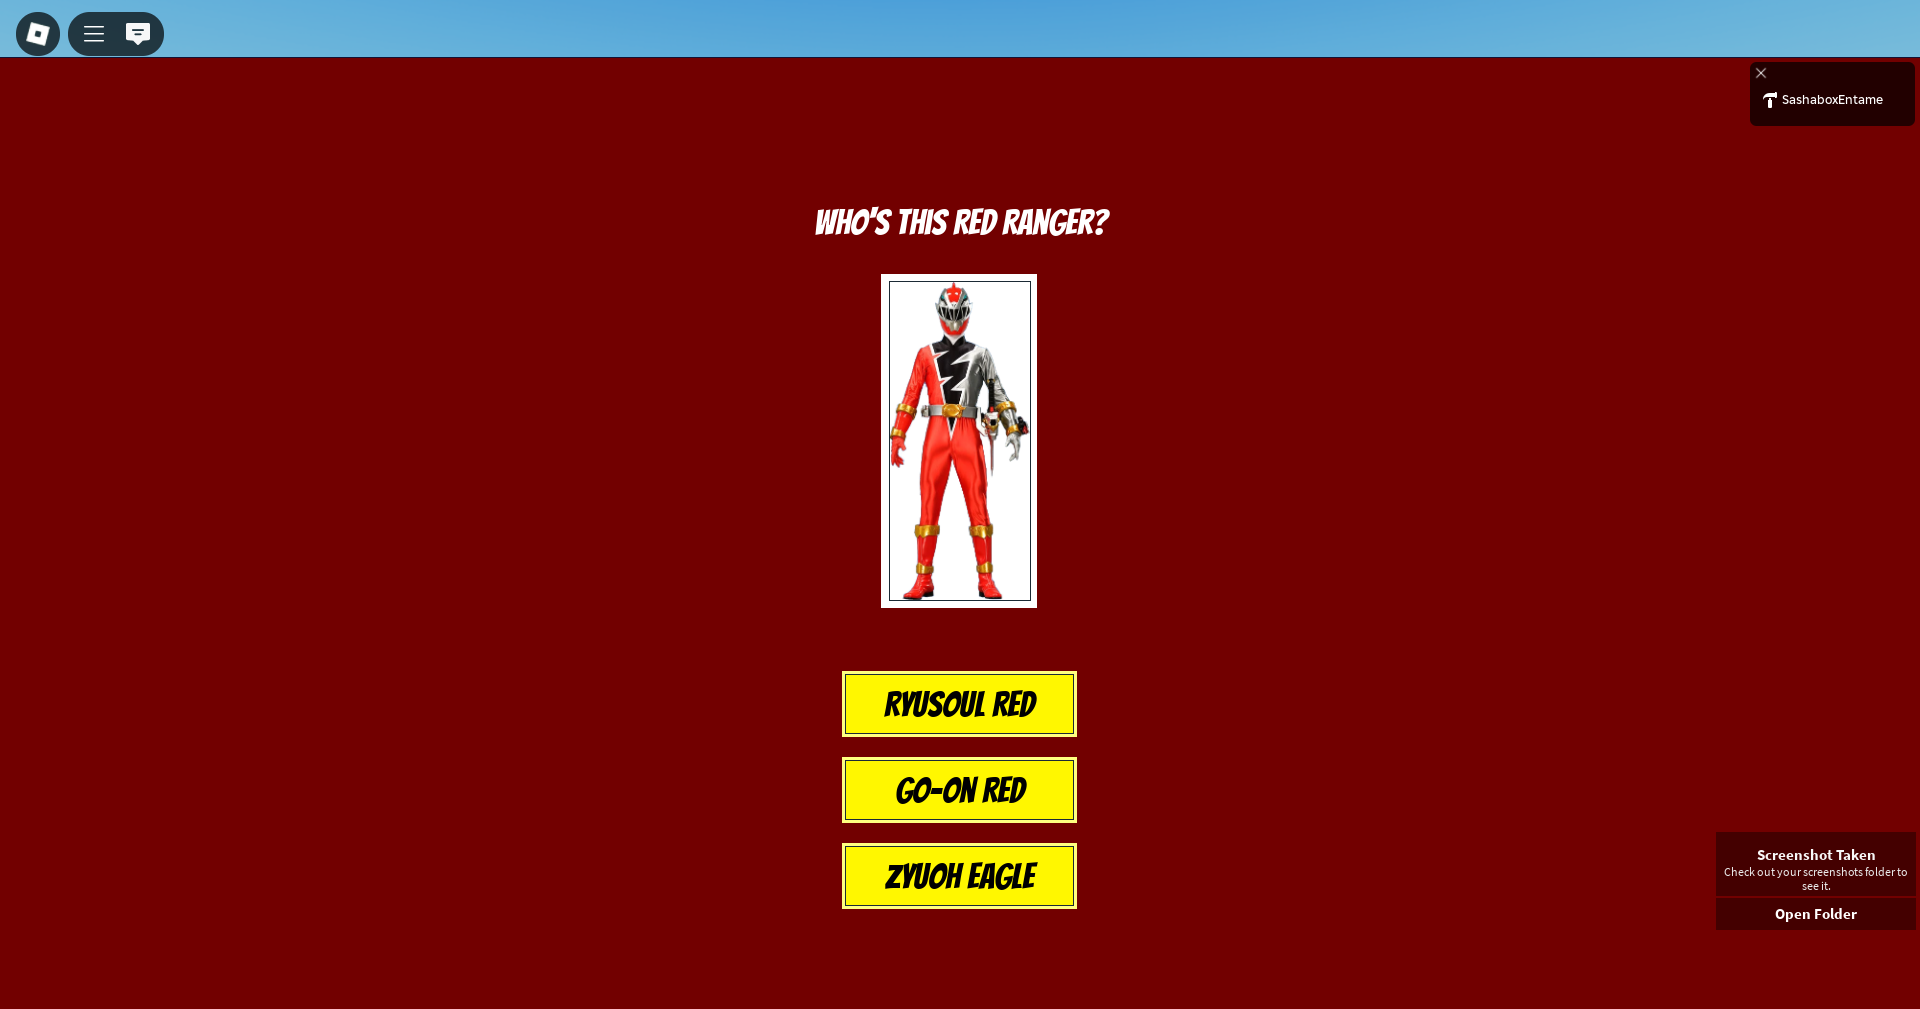 SashaboxEntame
WHO'S THIS RED RANGER?
RYUSOUL RED
GO-ON RED
ZYUOH EAGLE
Screenshot Taken
Check out your screenshots folder to
see it.
Open Folder